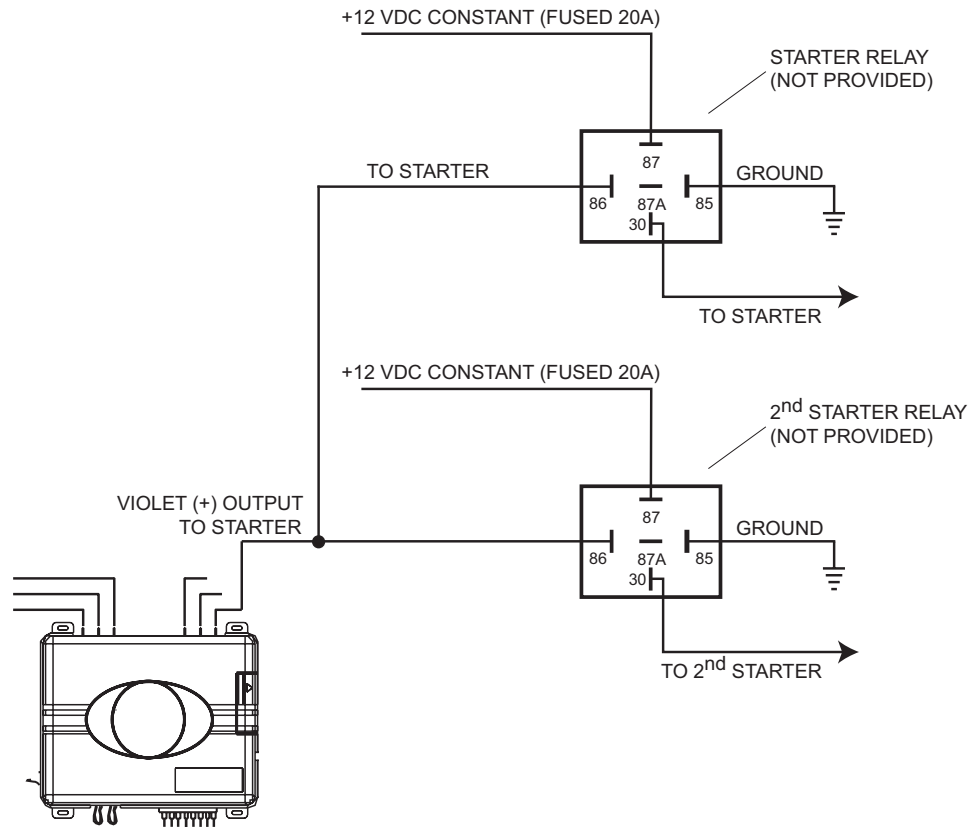 +12 VDC CONSTANT (FUSED 20A)
STARTER RELAY
(NOT PROVIDED)
87
TO STARTER
GROUND
86
87A
85
30
TO STARTER
+12 VDC CONSTANT (FUSED 20A)
2nd STARTER RELAY
(NOT PROVIDED)
VIOLET (+) OUTPUT
TO STARTER
87
GROUND
86
87A
85
30
TO 2nd STARTER